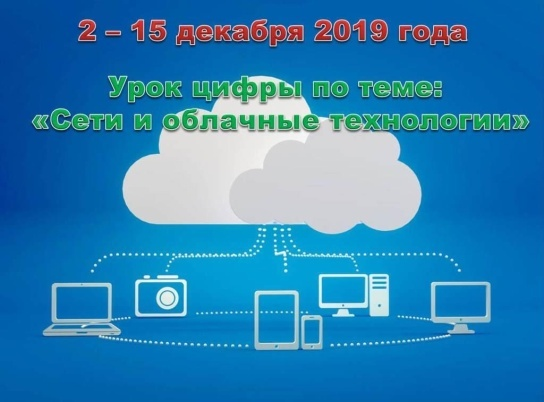 2 – 15 декабря 2019 года
Урок цифры по теме:
«Сети и облачные технологии»